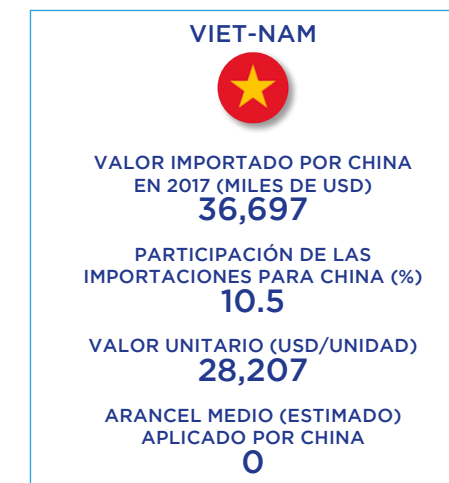 VIET-NAM
VALOR IMPORTADO POR CHINA
EN 2017 (MILES DE USD)
36,697
PARTICIPACIÓN DE LAS
IMPORTACIONES PARA CHINA (%)
10.5
VALOR UNITARIO (USD/UNIDAD)
28,207
ARANCEL MEDIO (ESTIMADO)
APLICADO POR CHINA
0